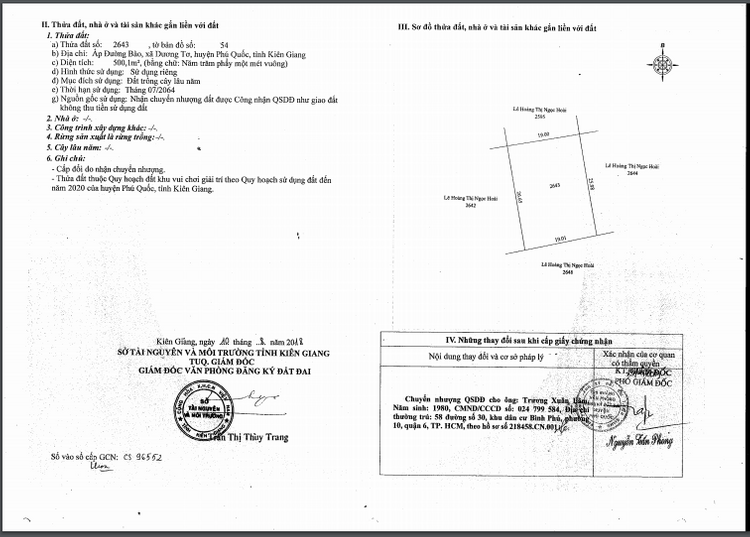 II. Thửa đất, nhà ở và tài sản khác gắn liền với đất
1. Thửa đất:
a) Thửa đất số: 2643 , tờ bản đồ số: 54
b) Địa chỉ: Ấp Đường Bào, xã Dương Tơ, huyện Phú Quốc, tỉnh Kiên Giang
c) Diện tích: 500,1m², (bằng chữ: Năm trăm phẩy một mét vuông)
d) Hình thức sử dụng: Sử dụng riêng
đ) Mục đích sử dụng: Đất trồng cây lâu năm
e) Thời hạn sử dụng: Tháng 07/2064
g) Nguồn gốc sử dụng: Nhận chuyển nhượng đất được Công nhận QSDĐ như giao đất
không thu tiền sử dụng đất
2. Nhà ở: -/-.
3. Công trình xây dựng khác: -/-.
4. Rừng sản xuất là rừng trồng:-/-.
5. Cây lâu năm: -/-.
6. Ghi chú:
- Cấp đổi do nhận chuyển nhượng.
- Thửa đất thuộc Quy hoạch đất khu vui chơi giải trí theo Quy hoạch sử dụng đất đến
năm 2020 của huyện Phú Quốc, tỉnh Kiên Giang.
Kiên Giang, ngày tháng năm 2018
SỞ TÀI NGUYÊN VÀ MÔI TRƯỜNG TỈNH KIÊN GIANG
TUQ. GIÁM ĐỐC
GIÁM ĐỐC VĂN PHÒNG ĐĂNG KÝ ĐẤT ĐAI
SỞ
TÀI NGUYÊN
VÀ MÔI TRƯỜNG
Trần Thị Thùy Trang
Số vào sổ cấp GCN: CS 96552
III. Sơ đồ thửa đất, nhà ở và tài sản khác gắn liền với đất
B
Lê Hoàng Thị Ngọc Hoài
2595
19.00
Lê Hoàng Thị Ngọc Hoài
2644
2643
Lê Hoàng Thị Ngọc Hoài
2642
19.01
Lê Hoàng Thị Ngọc Hoài
2648
IV. Những thay đổi sau khi cấp giấy chứng nhận
Nội dung thay đổi và cơ sở pháp lý
Xác nhận của cơ quan
có thẩm quyền
KT. GIÁM ĐỐC
PHÓ GIÁM ĐỐC
Chuyển nhượng QSDĐ cho ông: Trương Xuân
Năm sinh: 1980, CMND/CCCD số: 024 799 584, Địa chỉ
thường trú: 58 đường số 30, khu dân cư Bình Phú, phường
10, quận 6, TP. HCM, theo hồ sơ số 218458.CN.001
Nguyễn Tấn Phong